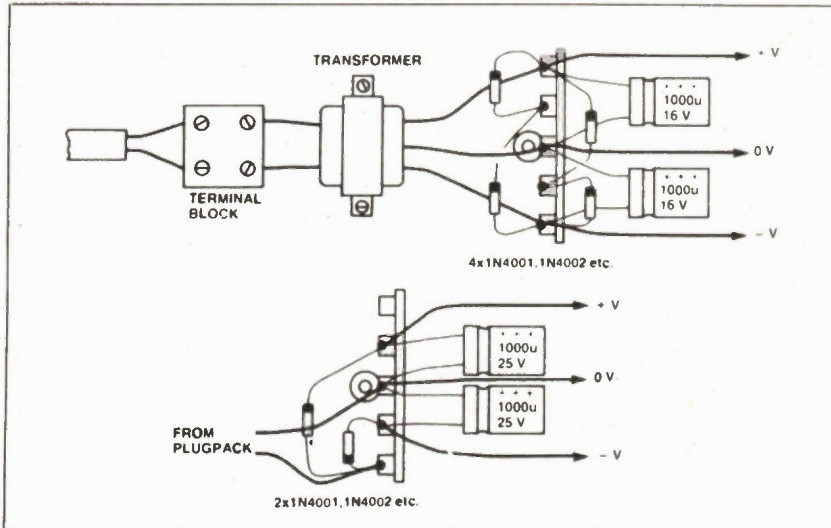 TRANSFORMER
+ V
1000u
16 V
0 V
1000u
16 V
TERMINAL
BLOCK
- V
4x1N4001,1N4002 etc.
+ V
1000u
25 V
0 V
1000u
25 V
FROM
PLUGPACK
- V
2x1N4001,1N4002 etc.